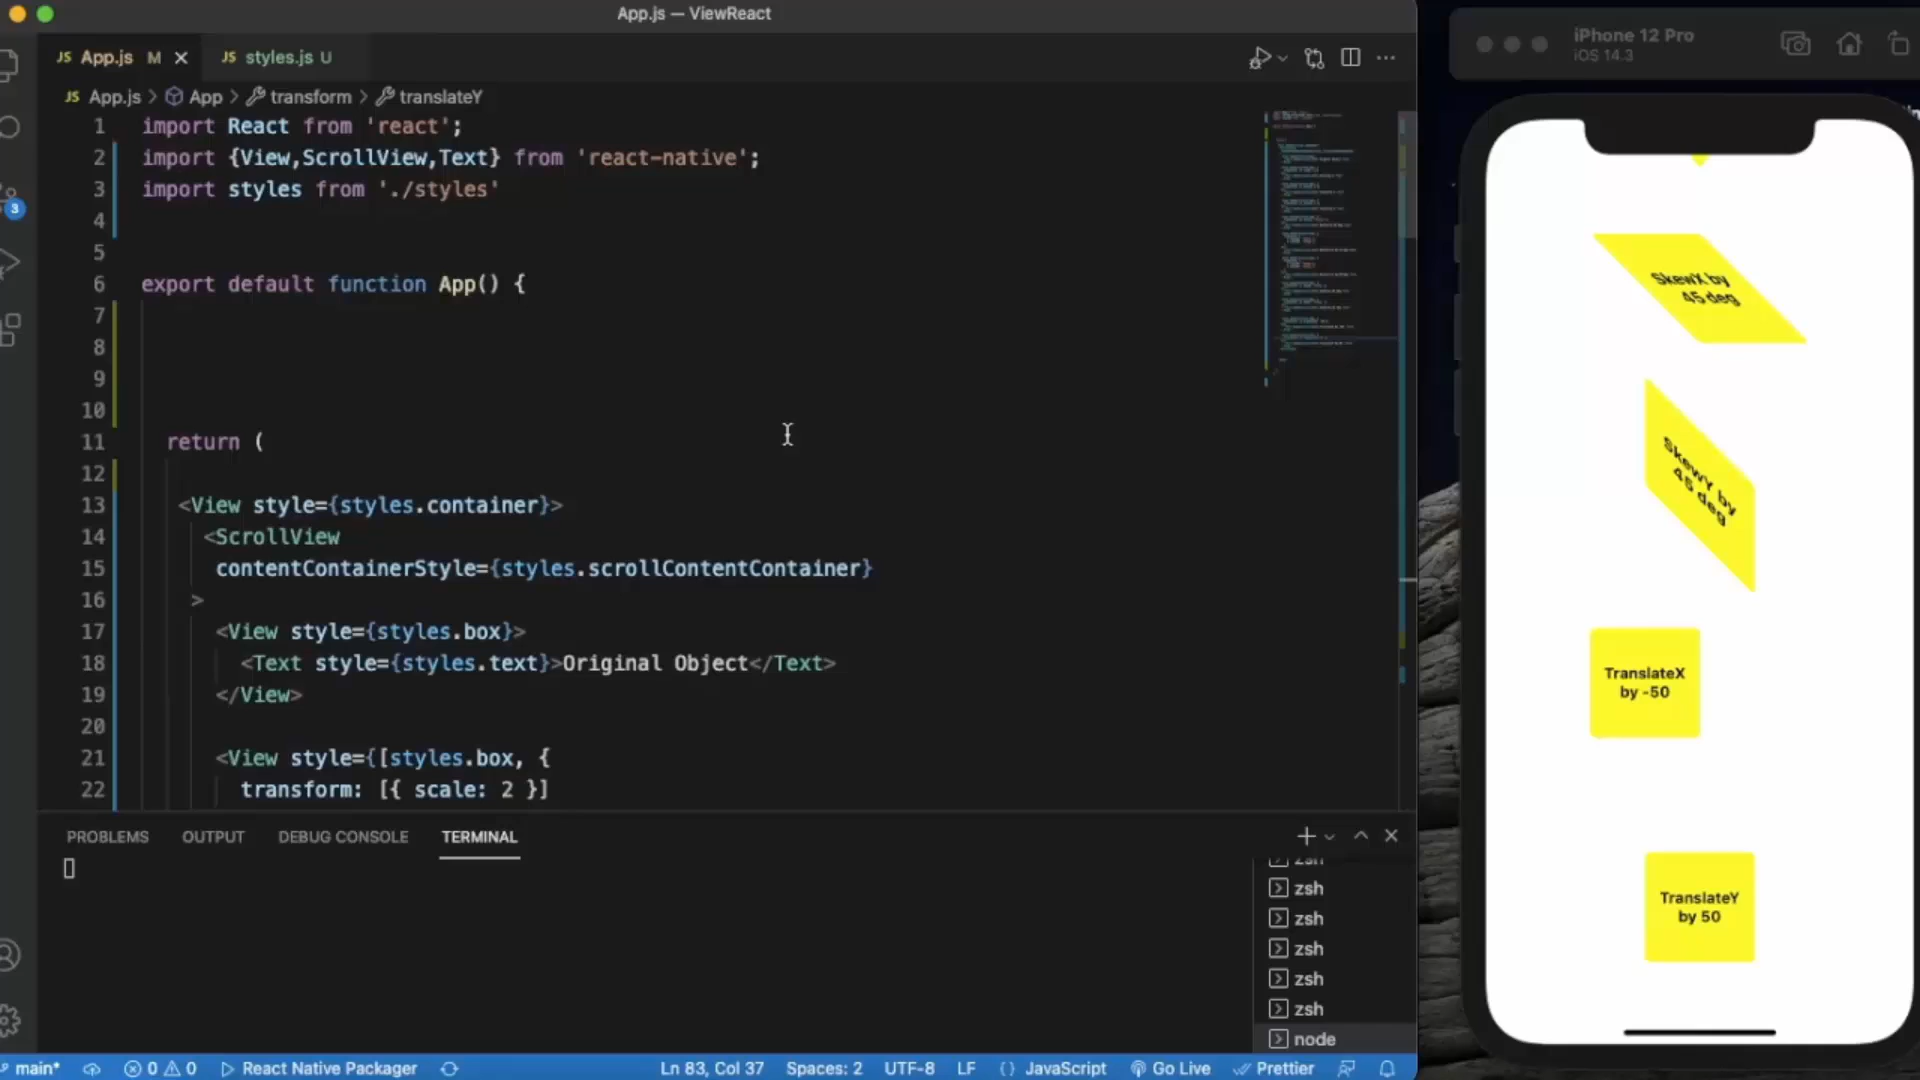 App.js — ViewReact
JS App.js M
JS styles.js U
JS App.js > App > transform > translateY
1 import React from 'react';
2 import {View,ScrollView,Text} from 'react-native';
3 import styles from './styles'
4
5
6 export default function App() {
7
8
9
10
11 return (
12
13 <View style={styles.container}>
14 <ScrollView
15 contentContainerStyle={styles.scrollContentContainer}
16 >
17 <View style={styles.box}>
18 <Text style={styles.text}>Original Object</Text>
19 </View>
20
21 <View style={[styles.box, {
22 transform: [{ scale: 2 }]
3
PROBLEMS OUTPUT DEBUG CONSOLE TERMINAL
zsh
zsh
zsh
zsh
zsh
zsh
node
main* 0 0 React Native Packager Ln 83, Col 37 Spaces: 2 UTF-8 LF {} JavaScript Go Live Prettier
iPhone 12 Pro
iOS 14.3
SkewX by
45 deg
SkewY by
45 deg
TranslateX
by -50
TranslateY
by 50